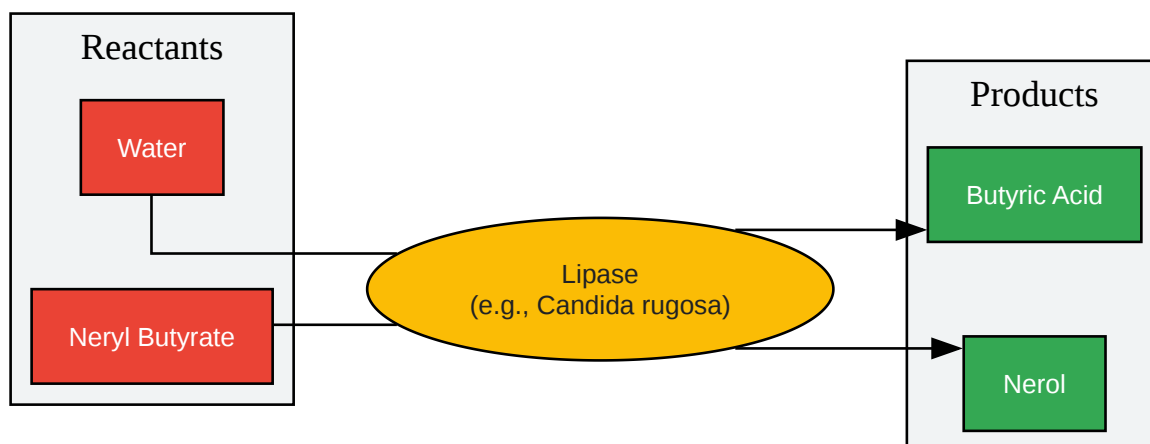 Reactants
Water
Neryl Butyrate
Lipase
(e.g., Candida rugosa)
Products
Butyric Acid
Nerol